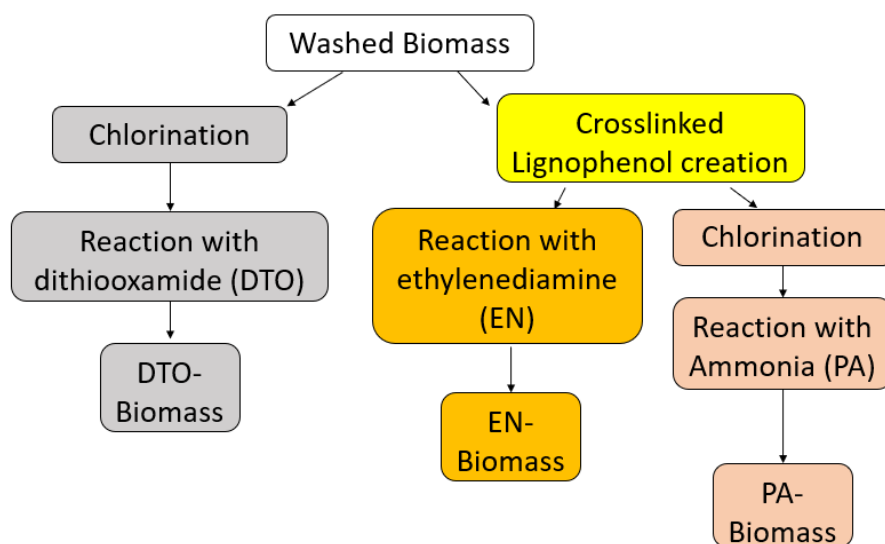 Washed Biomass
Chlorination
Reaction with
dithiooxamide (DTO)
DTO-
Biomass
Crosslinked
Lignophenol creation
Reaction with
ethylenediamine
(EN)
EN-
Biomass
Chlorination
Reaction with
Ammonia (PA)
PA-
Biomass